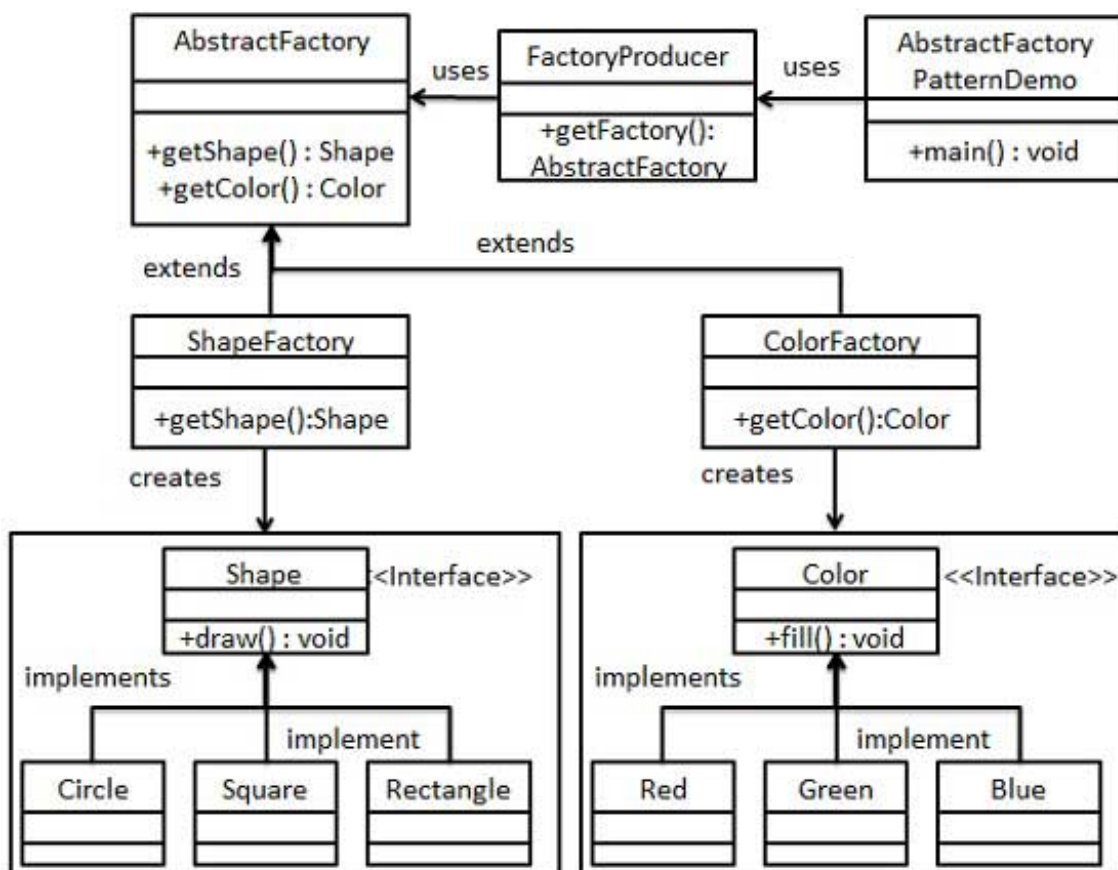 AbstractFactory
+getShape() : Shape
+getColor() : Color
uses
FactoryProducer
+getFactory():
AbstractFactory
uses
AbstractFactory
PatternDemo
+main() : void
extends
extends
ShapeFactory
+getShape():Shape
ColorFactory
+getColor():Color
creates
creates
Shape
<<Interface>>
+draw() : void
implements
implement
Circle
Square
Rectangle
Color
<<Interface>>
+fill() : void
implements
implement
Red
Green
Blue